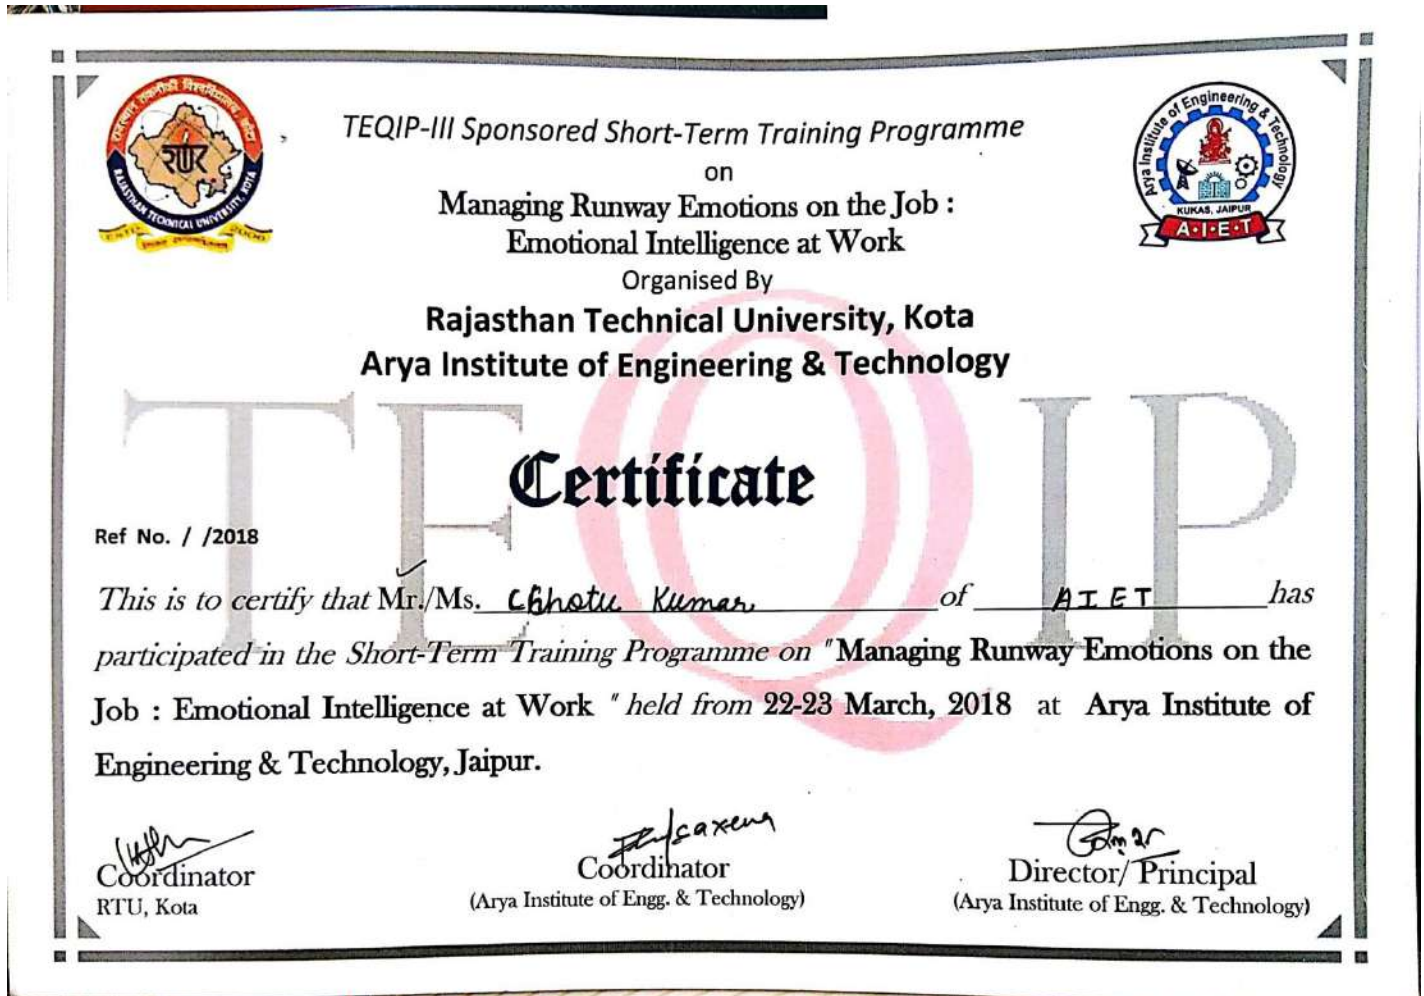 राजस्थान तकनीकी विश्वविद्यालय, कोटा
RAJASTHAN TECHNICAL UNIVERSITY, KOTA
Arya Institute of Engineering & Technology
KUKAS, JAIPUR
A•I•E•T
TEQIP-III Sponsored Short-Term Training Programme
on
Managing Runway Emotions on the Job :
Emotional Intelligence at Work
Organised By
Rajasthan Technical University, Kota
Arya Institute of Engineering & Technology
TEQIP
Certificate
Ref No. / /2018
This is to certify that Mr./Ms. Chhotu Kumar of AIET has
participated in the Short-Term Training Programme on "Managing Runway Emotions on the
Job : Emotional Intelligence at Work " held from 22-23 March, 2018 at Arya Institute of
Engineering & Technology, Jaipur.
Coordinator
RTU, Kota
Coordinator
(Arya Institute of Engg. & Technology)
Director/Principal
(Arya Institute of Engg. & Technology)